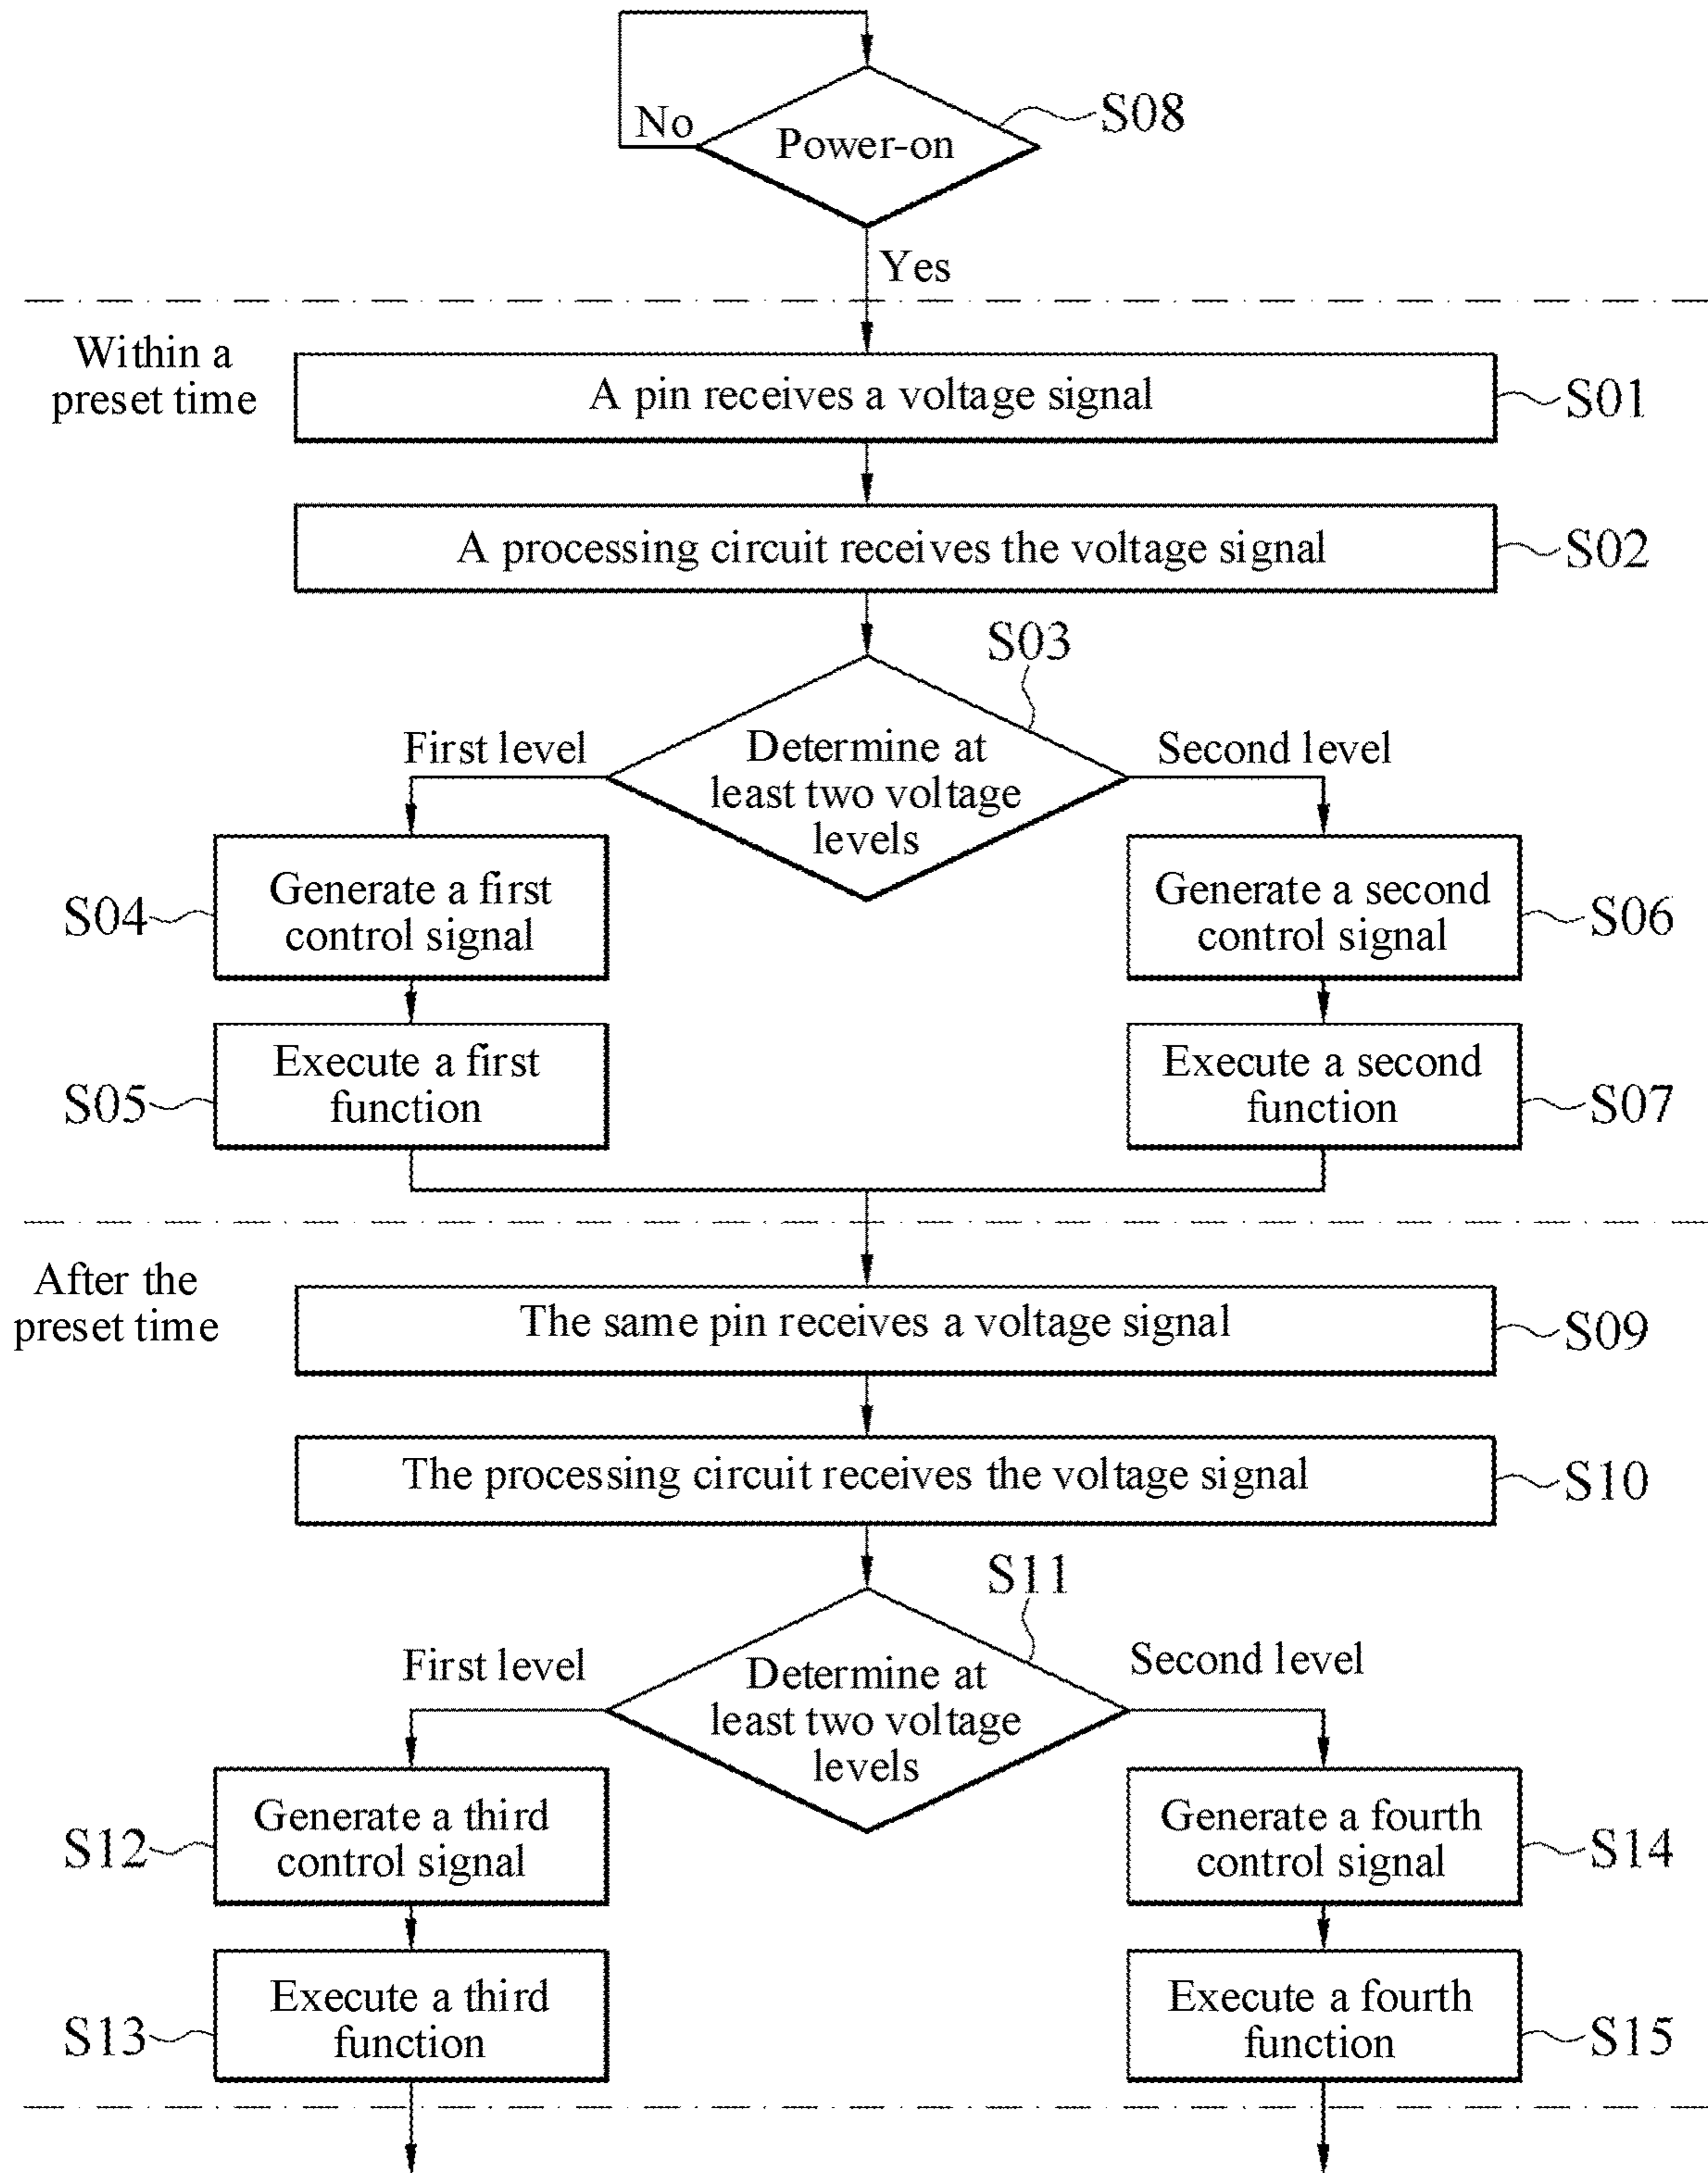 No
Power-on
S08
Yes
Within a
preset time
A pin receives a voltage signal
S01
A processing circuit receives the voltage signal
S02
S03
First level
Determine at
least two voltage
levels
Second level
S04
Generate a first
control signal
Generate a second
control signal
S06
S05
Execute a first
function
Execute a second
function
S07
After the
preset time
The same pin receives a voltage signal
S09
The processing circuit receives the voltage signal
S10
S11
First level
Determine at
least two voltage
levels
Second level
S12
Generate a third
control signal
Generate a fourth
control signal
S14
S13
Execute a third
function
Execute a fourth
function
S15